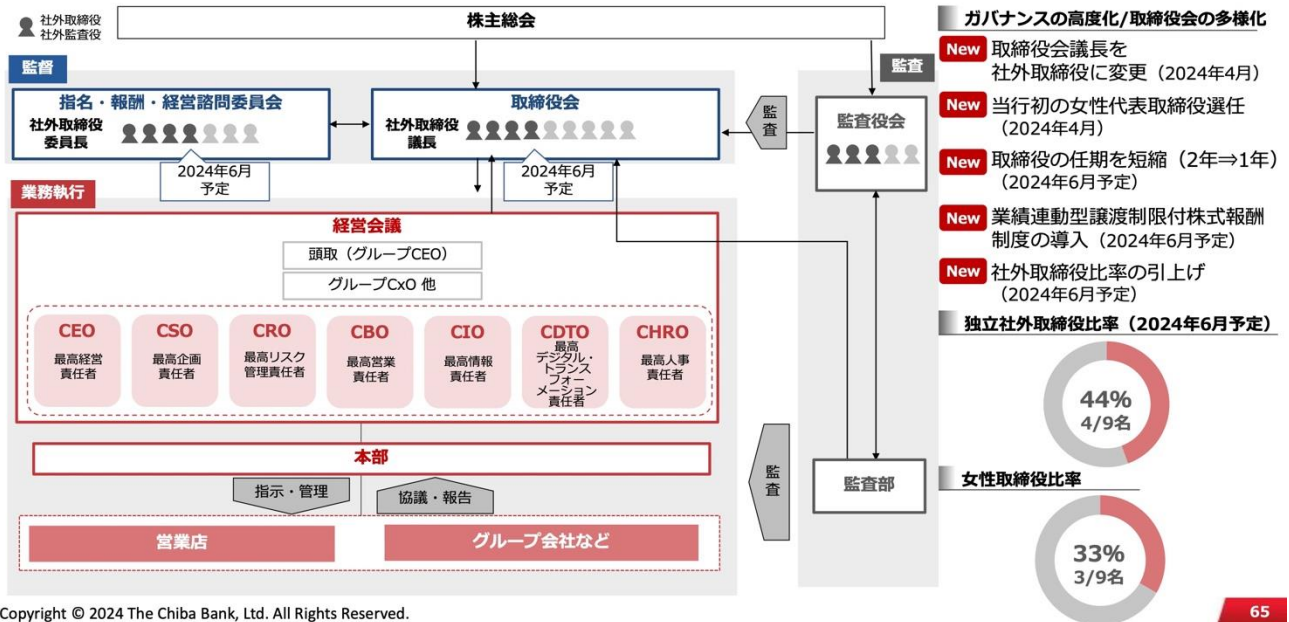 社外取締役
社外監査役
株主総会
監督
指名・報酬・経営諮問委員会
社外取締役
委員長
2024年6月
予定
取締役会
社外取締役
議長
2024年6月
予定
監査
監査
監査役会
業務執行
経営会議
頭取（グループCEO）
グループCxO 他
CEO
最高経営
責任者
CSO
最高企画
責任者
CRO
最高リスク
管理責任者
CBO
最高営業
責任者
CIO
最高情報
責任者
CDTO
最高
デジタル・
トランス
フォー
メーション
責任者
CHRO
最高人事
責任者
本部
指示・管理
協議・報告
営業店
グループ会社など
監査
監査部
ガバナンスの高度化/取締役会の多様化
New 取締役会議長を
社外取締役に変更（2024年4月）
New 当行初の女性代表取締役選任
（2024年4月）
New 取締役の任期を短縮（2年⇒1年）
（2024年6月予定）
New 業績連動型譲渡制限付株式報酬
制度の導入（2024年6月予定）
New 社外取締役比率の引上げ
（2024年6月予定）
独立社外取締役比率（2024年6月予定）
44%
4/9名
女性取締役比率
33%
3/9名
Copyright © 2024 The Chiba Bank, Ltd. All Rights Reserved.
65